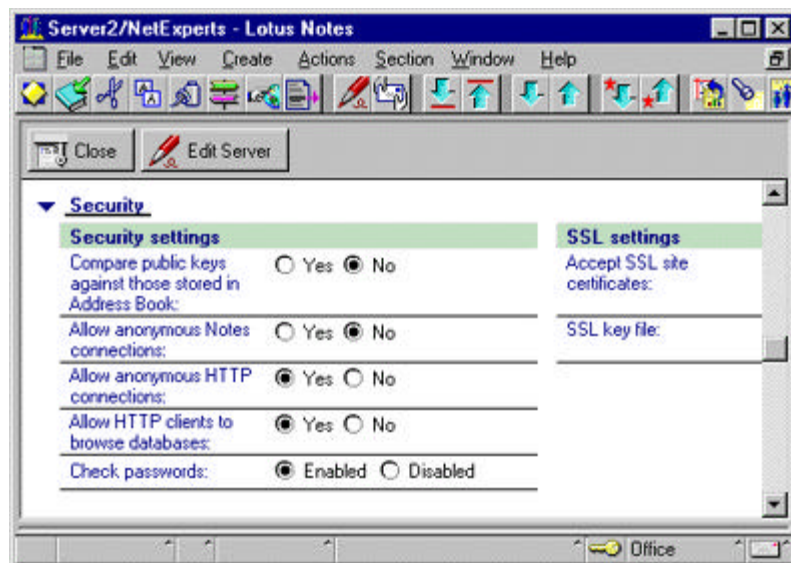 Server2/NetExperts - Lotus Notes
File Edit View Create Actions Section Window Help
Close Edit Server
Security
Security settings SSL settings
Compare public keys Yes No Accept SSL site
against those stored in certificates:
Address Book:
Allow anonymous Notes Yes No SSL key file:
connections:
Allow anonymous HTTP Yes No
connections:
Allow HTTP clients to Yes No
browse databases:
Check passwords: Enabled Disabled
Office